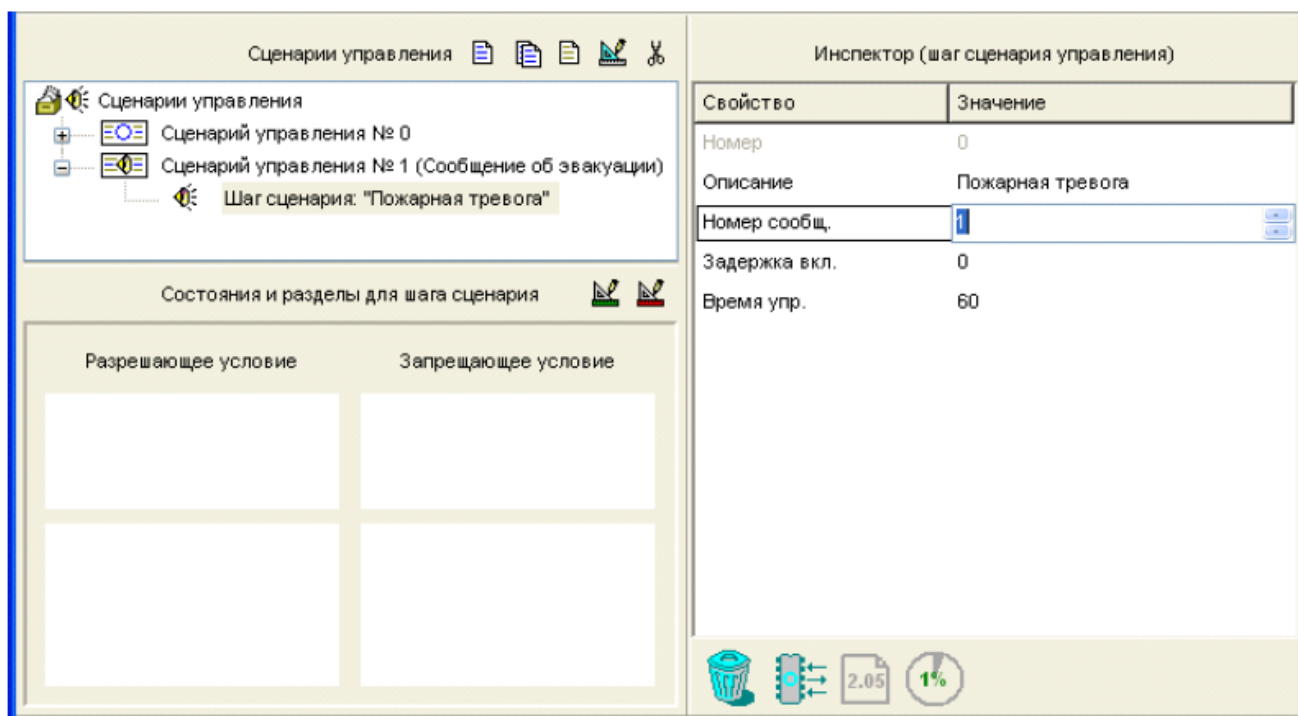 Сценарии управления
Сценарии управления
Сценарий управления № 0
Сценарий управления № 1 (Сообщение об эвакуации)
Шаг сценария: "Пожарная тревога"
Состояния и разделы для шага сценария
Разрешающее условие
Запрещающее условие
Инспектор (шаг сценария управления)
Свойство Значение
Номер 0
Описание Пожарная тревога
Номер сообщ. 1
Задержка вкл. 0
Время упр. 60
2.05
1%